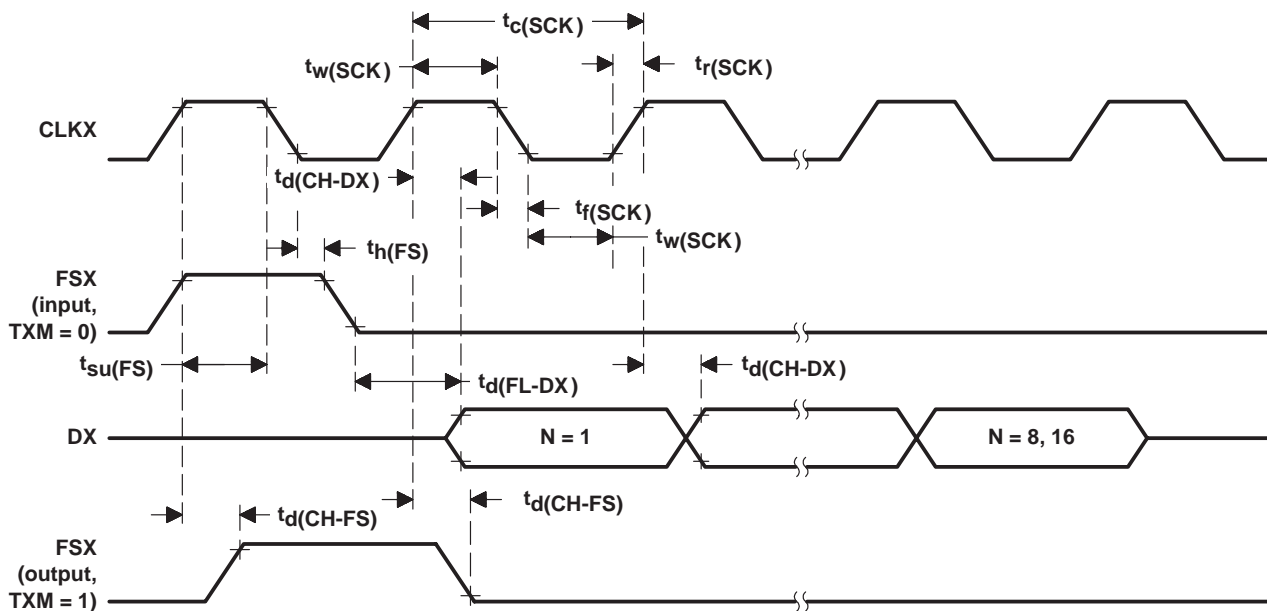 tc(SCK)
tw(SCK)
tr(SCK)
CLKX
td(CH-DX)
tf(SCK)
tw(SCK)
th(FS)
FSX
(input,
TXM = 0)
tsu(FS)
td(CH-DX)
td(FL-DX)
DX
N = 1
N = 8, 16
td(CH-FS)
td(CH-FS)
FSX
(output,
TXM = 1)